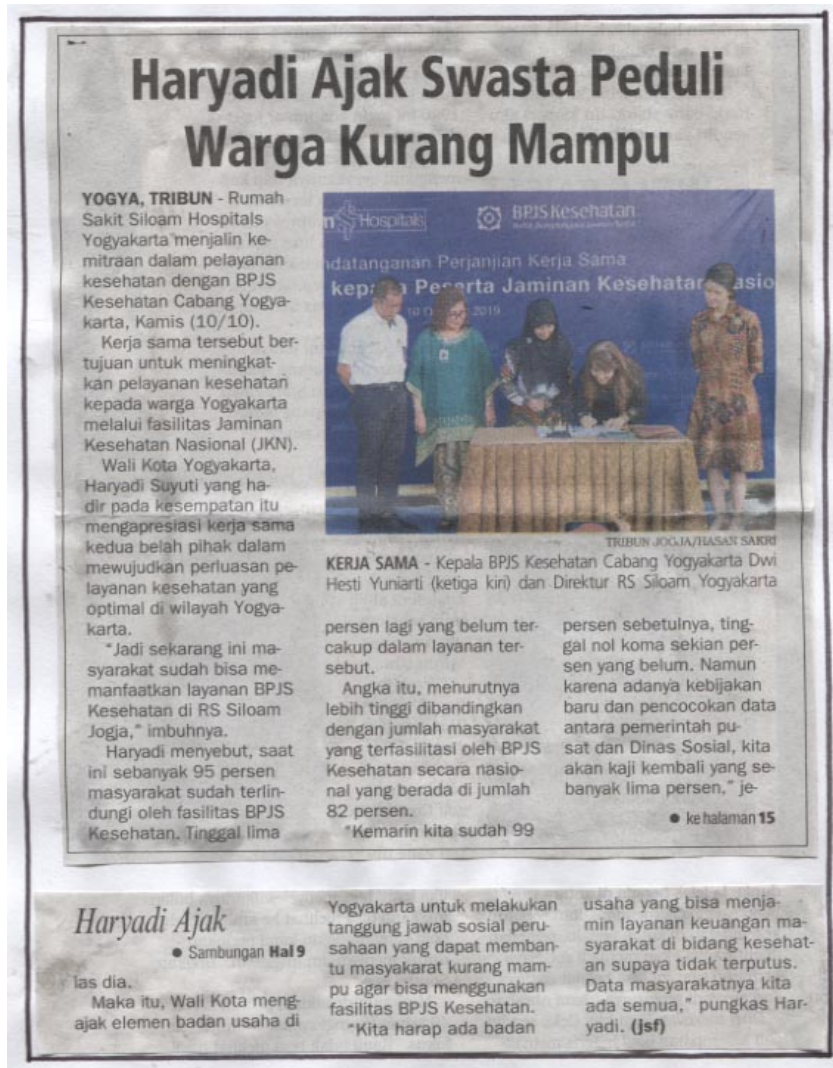 Haryadi Ajak Swasta Peduli
Warga Kurang Mampu
YOGYA, TRIBUN - Rumah
Sakit Siloam Hospitals
Yogyakarta menjalin ke-
mitraan dalam pelayanan
kesehatan dengan BPJS
Kesehatan Cabang Yogya-
karta, Kamis (10/10).
Kerja sama tersebut ber-
tujuan untuk meningkat-
kan pelayanan kesehatan
kepada warga Yogyakarta
melalui fasilitas Jaminan
Kesehatan Nasional (JKN).
Wali Kota Yogyakarta,
Haryadi Suyuti yang ha-
dir pada kesempatan itu
mengapresiasi kerja sama
kedua belah pihak dalam
mewujudkan perluasan pe-
layanan kesehatan yang
optimal di wilayah Yogya-
karta.
"Jadi sekarang ini ma-
syarakat sudah bisa me-
manfaatkan layanan BPJS
Kesehatan di RS Siloam
Jogja," imbuhnya.
Haryadi menyebut, saat
ini sebanyak 95 persen
masyarakat sudah terlin-
dungi oleh fasilitas BPJS
Kesehatan. Tinggal lima
m Hospitals
BPJS Kesehatan
ndatanganan Perjanjian Kerja Sama
kepada Peserta Jaminan Kesehatan Nasio
10 O 2019
TRIBUN JOGJA/HASAN SAKRI
KERJA SAMA - Kepala BPJS Kesehatan Cabang Yogyakarta Dwi
Hesti Yuniarti (ketiga kiri) dan Direktur RS Siloam Yogyakarta
persen lagi yang belum ter-
cakup dalam layanan ter-
sebut.
Angka itu, menurutnya
lebih tinggi dibandingkan
dengan jumlah masyarakat
yang terfasilitasi oleh BPJS
Kesehatan secara nasio-
nal yang berada di jumlah
82 persen.
"Kemarin kita sudah 99
persen sebetulnya, ting-
gal nol koma sekian per-
sen yang belum. Namun
karena adanya kebijakan
baru dan pencocokan data
antara pemerintah pu-
sat dan Dinas Sosial, kita
akan kaji kembali yang se-
banyak lima persen," je-
● ke halaman 15
Haryadi Ajak
● Sambungan Hal 9
las dia.
Maka itu, Wali Kota meng-
ajak elemen badan usaha di
Yogyakarta untuk melakukan
tanggung jawab sosial peru-
sahaan yang dapat memban-
tu masyakarat kurang mam-
pu agar bisa menggunakan
fasilitas BPJS Kesehatan.
"Kita harap ada badan
usaha yang bisa menja-
min layanan keuangan ma-
syarakat di bidang kesehat-
an supaya tidak terputus.
Data masyarakatnya kita
ada semua," pungkas Har-
yadi. (jsf)